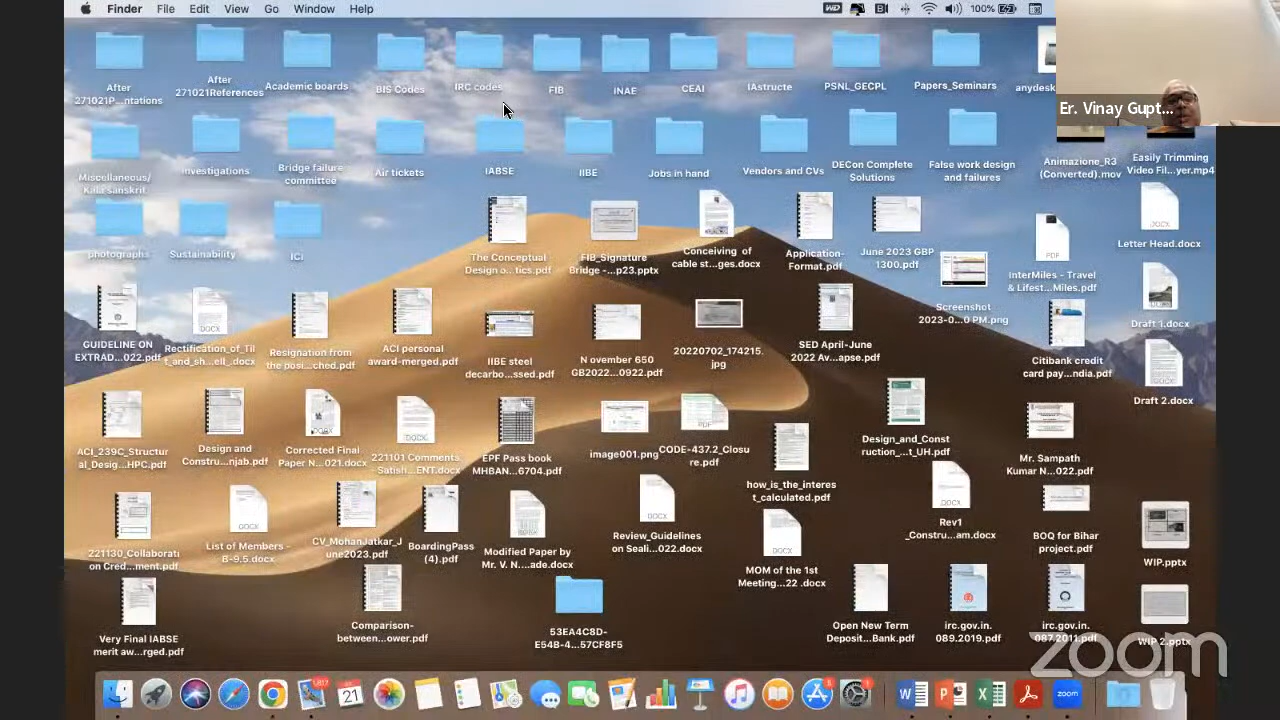 Finder File Edit View Go Window Help
100%
After
271021P...ntations
After
271021References
Academic boards
BIS Codes
IRC codes
FIB
INAE
CEAI
IAstructe
PSNL_GECPL
Papers_Seminars
anydesk
Er. Vinay Gupt...
Miscellaneous/
Kala sanskrit
investigations
Bridge failure
committee
Air tickets
IABSE
IIBE
Jobs in hand
Vendors and CVs
DECon Complete
Solutions
False work design
and failures
Animazione_R3
(Converted).mov
Easily Trimming
Video Fil...yer.mp4
photographs
Sustainability
ICI
The Conceptual
Design o...tics.pdf
FIB_Signature
Bridge -...p23.pptx
Conceiving of
cable st...ges.docx
Application-
Format.pdf
June 2023 GBP
1300.pdf
Screenshot
2023-0...0 PM.png
PDF
InterMiles - Travel
& Lifest...Miles.pdf
DOCX
Letter Head.docx
GUIDELINE ON
EXTRAD...022.pdf
DOCX
Rectification_of_Til
t_and_sh...ell_.docx
Resignation from
the posi...ched.pdf
ACI personal
award-merged.pdf
IIBE steel
decarbo...ssed.pdf
N ovember 650
GB2022...0922.pdf
20220702_174215.
jpg
SED April-June
2022 Av...apse.pdf
Citibank credit
card pay...ndia.pdf
Draft 1.docx
Draft 2.docx
ACI_239C_Structur
al_Desig...HPC.pdf
Design and
Constru...njab.pdf
Corrected Final
Paper N...021.docx
DOCX
221101 Comments
- Satish...ENT.docx
EPF Pass book
MHBAN...6704.pdf
image001.png
PDF
CODE-437.2_Closu
re.pdf
how_is_the_interes
t_calculated.pdf
Design_and_Const
ruction_...t_UH.pdf
Mr. Sampath
Kumar N...022.pdf
221130_Collaborati
on Cred...ment.pdf
DOCX
List of Members -
B-9.5.docx
CV_MohanJatkar_J
une2023.pdf
BoardingPass
(4).pdf
Modified Paper by
Mr. V. N....ade.docx
DOCX
Review_Guidelines
on Seali...022.docx
DOCX
MOM of the 1st
Meeting...22 .docx
DOCX
Rev1
_Constru...am.docx
BOQ for Bihar
project.pdf
WIP.pptx
Very Final IABSE
merit aw...rged.pdf
Comparison-
between...ower.pdf
53EA4C8D-
E54B-4...57CF8F5
Open New Term
Deposit...Bank.pdf
irc.gov.in.
089.2019.pdf
irc.gov.in.
087.2011.pdf
WIP 2.pptx
zoom
21
zoom